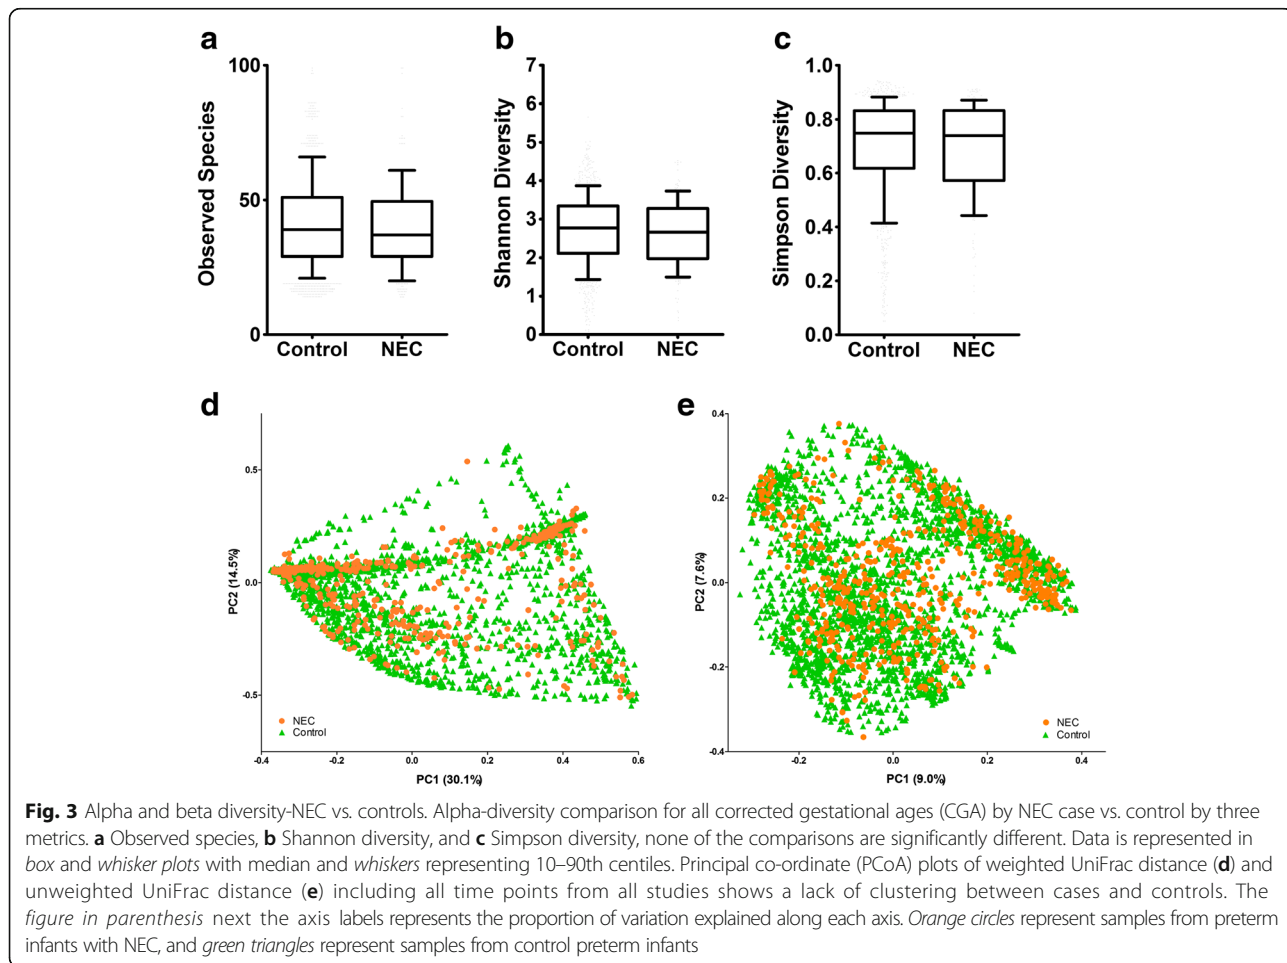 a
b
c
100
50
0
Observed Species
Control NEC
7
6
5
4
3
2
1
0
Shannon Diversity
Control NEC
1.0
0.8
0.6
0.4
0.2
0.0
Simpson Diversity
Control NEC
d
0.5
0.0
-0.5
PC2 (14.5%)
NEC
Control
-0.4 -0.2 0.0 0.2 0.4 0.6
PC1 (30.1%)
e
0.4
0.2
0.0
-0.2
-0.4
PC2 (7.6%)
NEC
Control
-0.2 0.0 0.2 0.4
PC1 (9.0%)
Fig. 3 Alpha and beta diversity-NEC vs. controls. Alpha-diversity comparison for all corrected gestational ages (CGA) by NEC case vs. control by three
metrics. a Observed species, b Shannon diversity, and c Simpson diversity, none of the comparisons are significantly different. Data is represented in
box and whisker plots with median and whiskers representing 10–90th centiles. Principal co-ordinate (PCoA) plots of weighted UniFrac distance (d) and
unweighted UniFrac distance (e) including all time points from all studies shows a lack of clustering between cases and controls. The
figure in parenthesis next the axis labels represents the proportion of variation explained along each axis. Orange circles represent samples from preterm
infants with NEC, and green triangles represent samples from control preterm infants